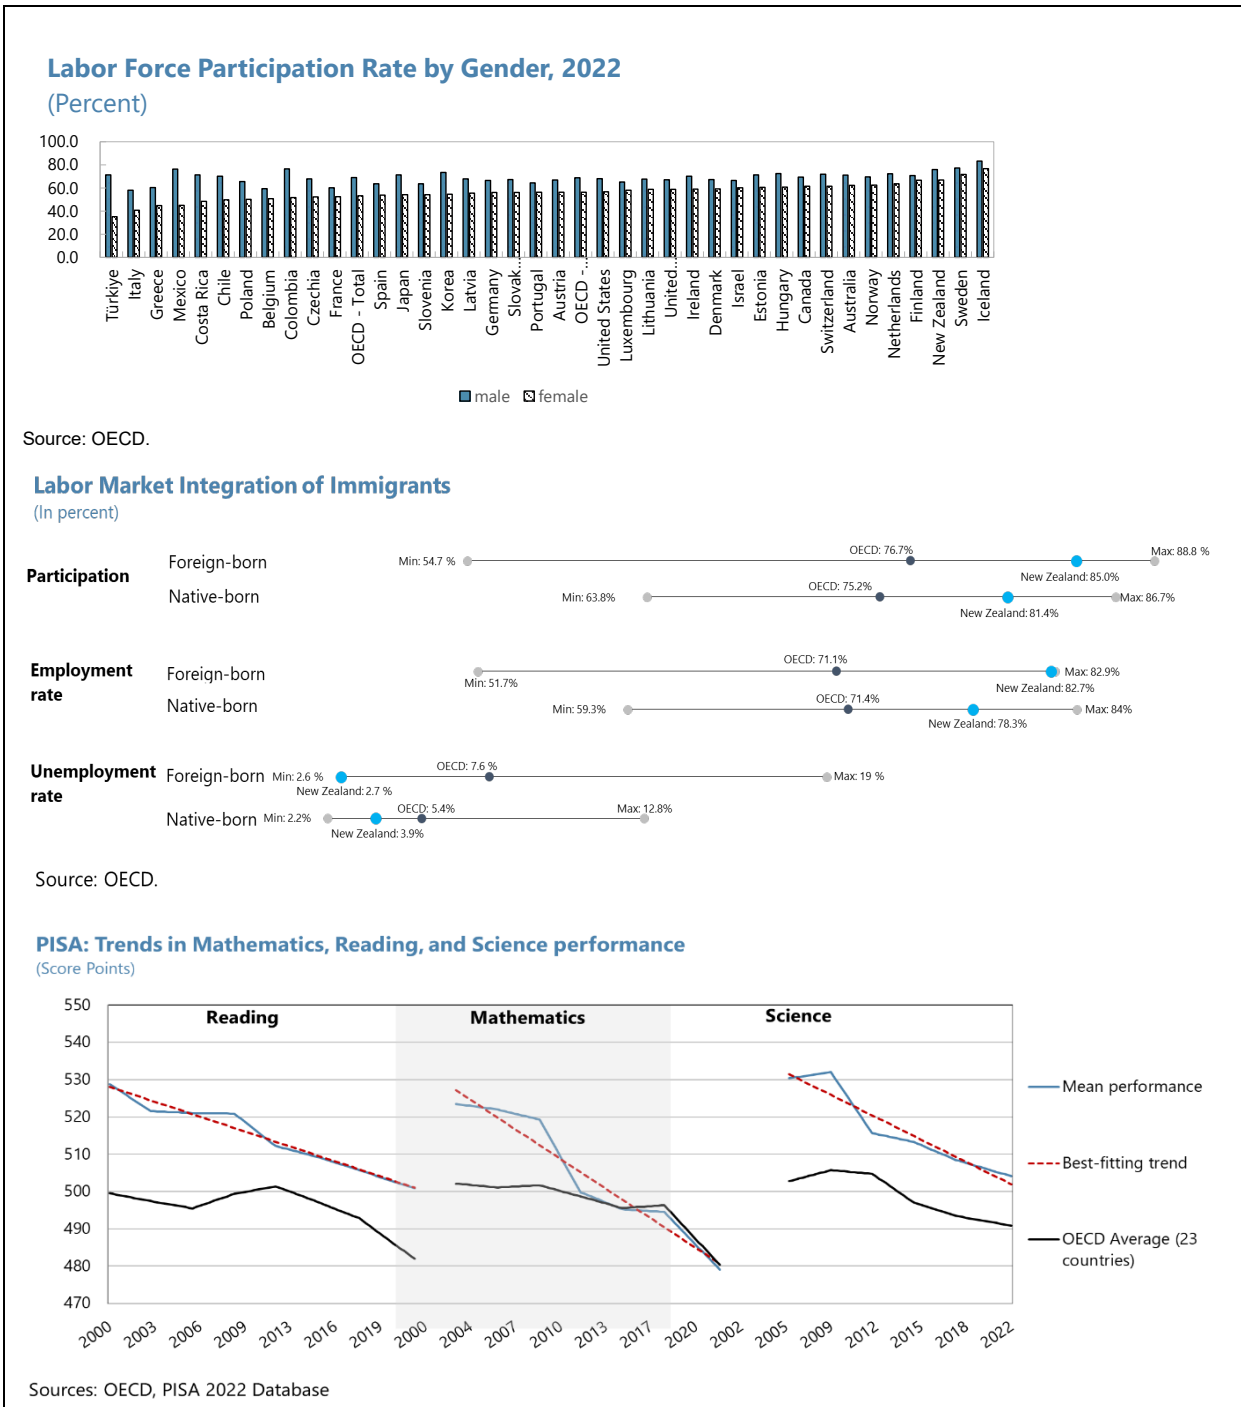 Labor Force Participation Rate by Gender, 2022
(Percent)
100.0
80.0
60.0
40.0
20.0
0.0
Türkiye
Italy
Greece
Mexico
Costa Rica
Chile
Poland
Belgium
Colombia
Czechia
France
OECD - Total
Spain
Japan
Slovenia
Korea
Latvia
Germany
Slovak…
Portugal
Austria
OECD -…
United States
Luxembourg
Lithuania
United…
Ireland
Denmark
Israel
Estonia
Hungary
Canada
Switzerland
Australia
Norway
Netherlands
Finland
New Zealand
Sweden
Iceland
male female
Source: OECD.
Labor Market Integration of Immigrants
(In percent)
Participation
Foreign-born
Min: 54.7 %
OECD: 76.7%
New Zealand: 85.0%
Max: 88.8 %
Native-born
Min: 63.8%
OECD: 75.2%
New Zealand: 81.4%
Max: 86.7%
Employment
rate
Foreign-born
Min: 51.7%
OECD: 71.1%
New Zealand: 82.7%
Max: 82.9%
Native-born
Min: 59.3%
OECD: 71.4%
New Zealand: 78.3%
Max: 84%
Unemployment
rate
Foreign-born
Min: 2.6 %
New Zealand: 2.7 %
OECD: 7.6 %
Max: 19 %
Native-born
Min: 2.2%
New Zealand: 3.9%
OECD: 5.4%
Max: 12.8%
Source: OECD.
PISA: Trends in Mathematics, Reading, and Science performance
(Score Points)
550
540
530
520
510
500
490
480
470
Reading
Mathematics
Science
2000
2003
2006
2009
2013
2016
2019
2000
2004
2007
2010
2013
2017
2020
2002
2005
2009
2012
2015
2018
2022
Mean performance
Best-fitting trend
OECD Average (23
countries)
Sources: OECD, PISA 2022 Database